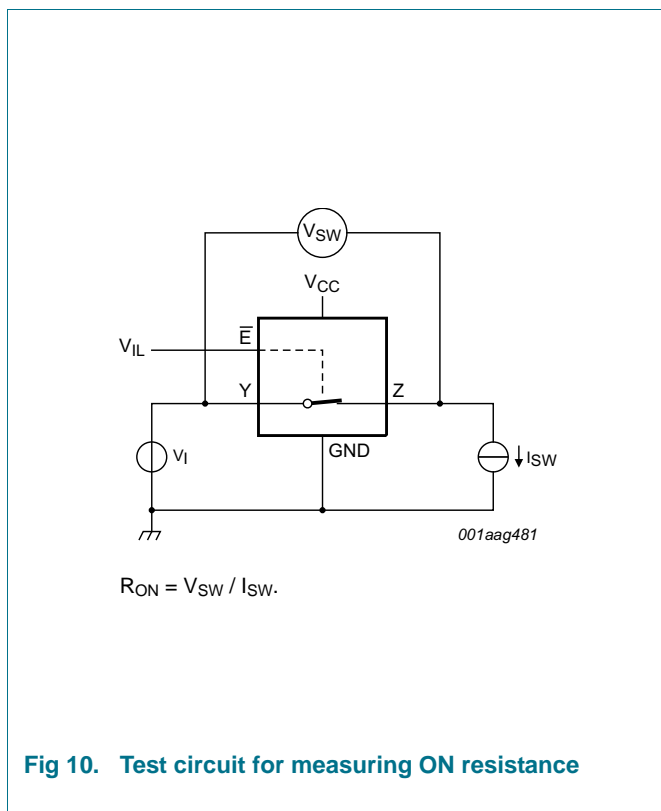 VSW
VCC
E
VIL
Y
Z
GND
VI
ISW
001aag481
RON = VSW / ISW.
Fig 10. Test circuit for measuring ON resistance